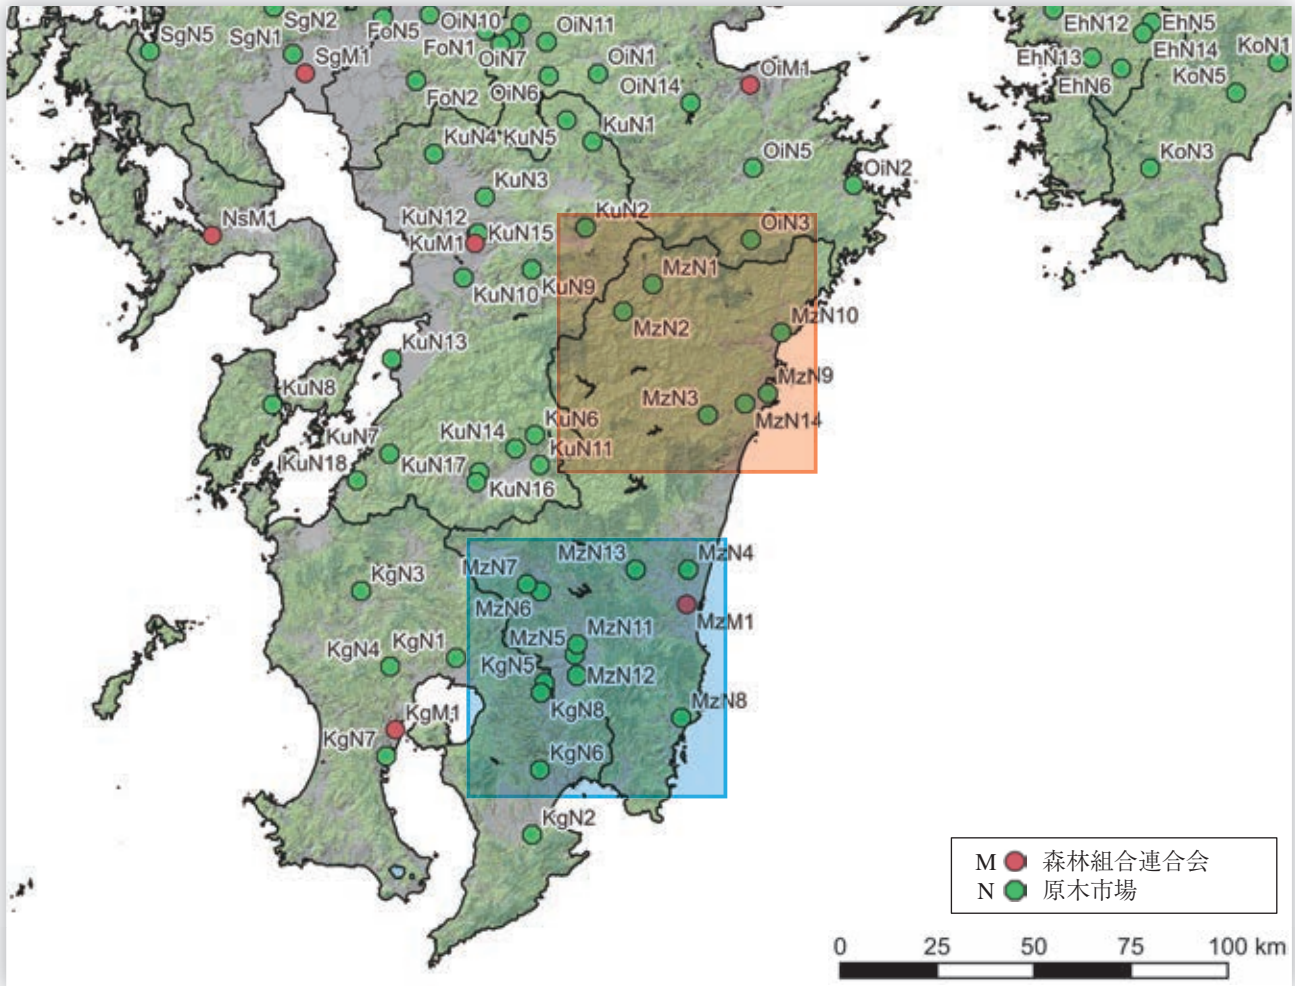 SgN5
SgN1
SgN2
SgM1
FoN5
OiN10
FoN1
OiN7
OiN11
FoN2
OiN6
OiN1
OiN14
OiM1
EhN12
EhN5
EhN13
EhN14
EhN6
KoN1
KoN5
KuN4
KuN5
KuN1
OiN5
OiN2
KoN3
KuN3
NsM1
KuN12
KuN2
KuM1
KuN15
OiN3
KuN10
KuN9
MzN1
MzN2
MzN10
KuN13
KuN8
MzN3
MzN9
MzN14
KuN7
KuN14
KuN6
KuN18
KuN17
KuN11
KuN16
MzN7
MzN13
MzN4
KgN3
MzN6
MzM1
KgN4
KgN1
MzN5
MzN11
KgN5
MzN12
KgM1
KgN8
MzN8
KgN7
KgN6
KgN2
M 森林組合連合会
N 原木市場
0 25 50 75 100 km